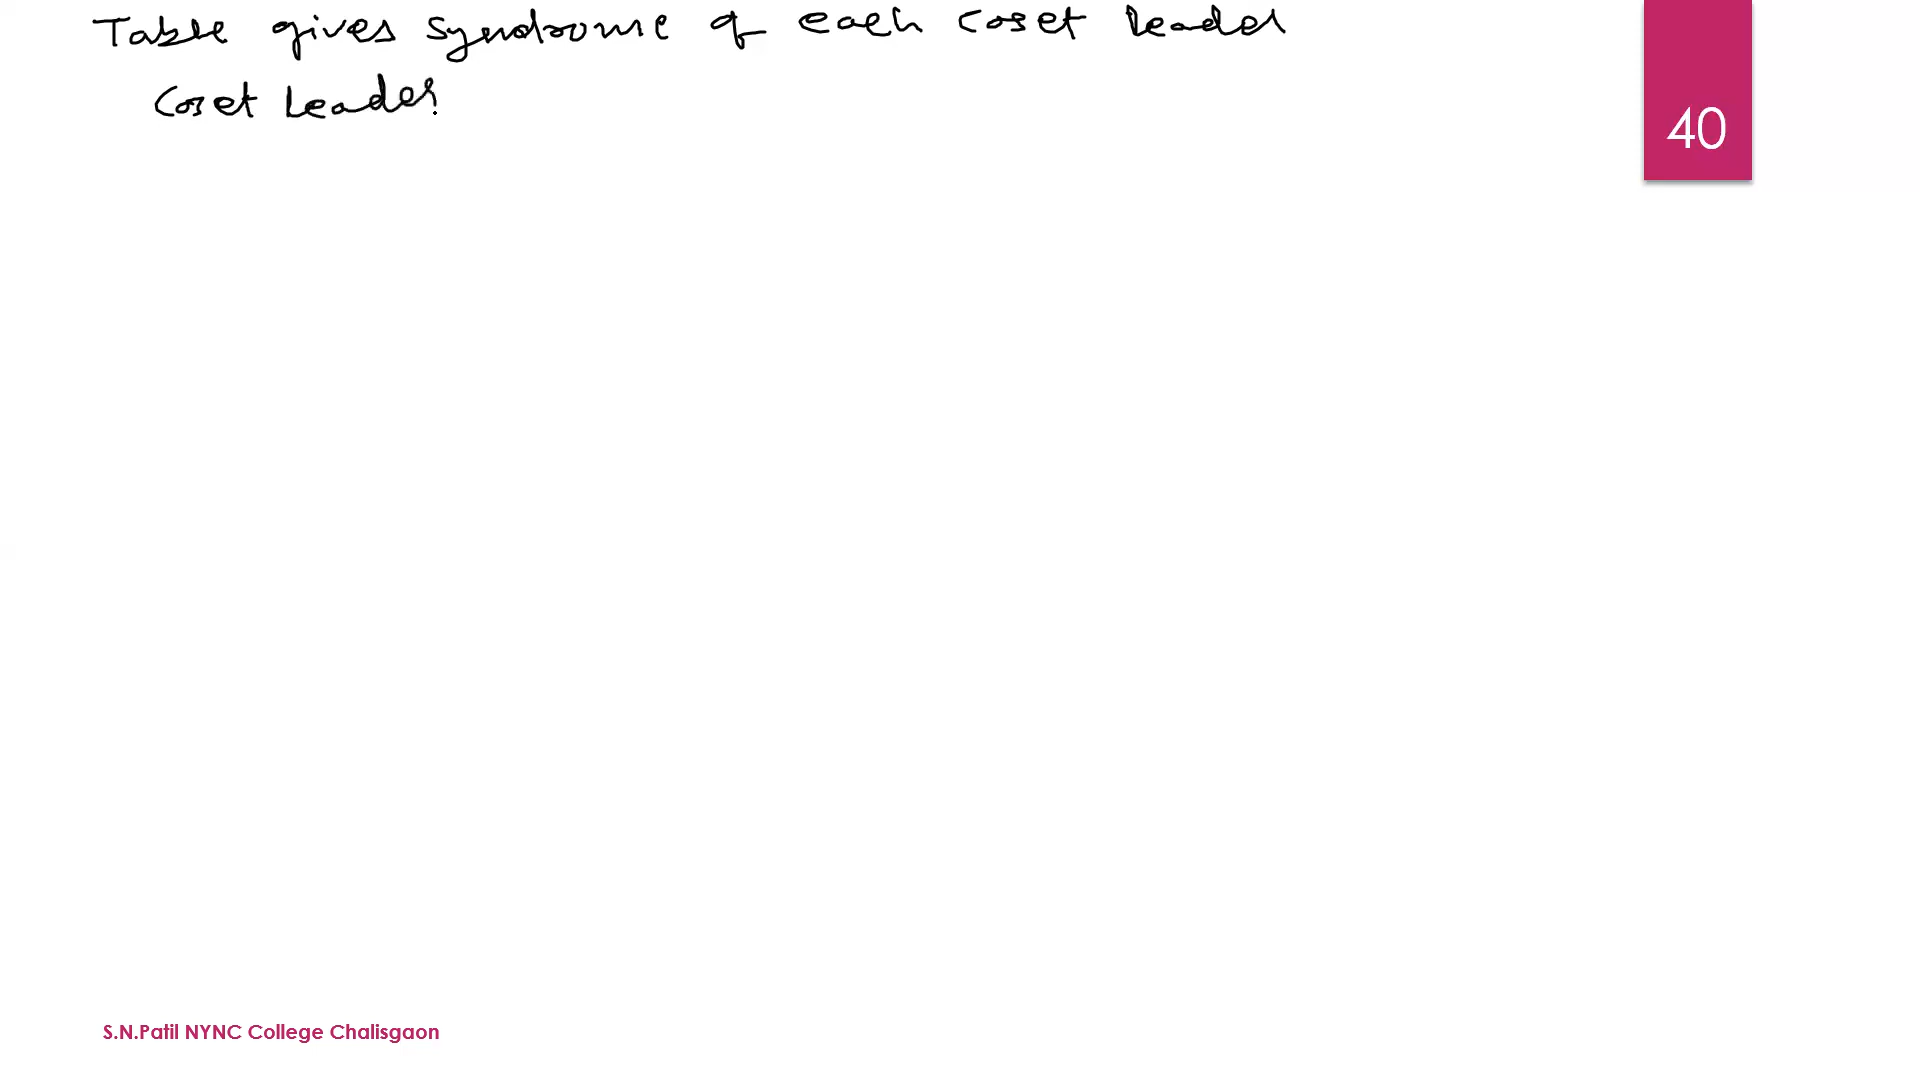 Table gives syndrome of each coset leader
Coset Leader
40
S.N.Patil NYNC College Chalisgaon